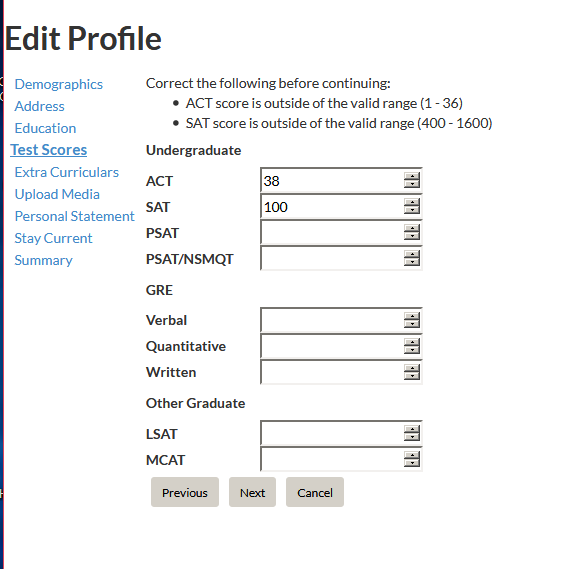 Edit Profile
Demographics
Address
Education
Test Scores
Extra Curriculars
Upload Media
Personal Statement
Stay Current
Summary
Correct the following before continuing:
• ACT score is outside of the valid range (1 - 36)
• SAT score is outside of the valid range (400 - 1600)
Undergraduate
ACT 38
SAT 100
PSAT
PSAT/NSMQT
GRE
Verbal
Quantitative
Written
Other Graduate
LSAT
MCAT
Previous Next Cancel